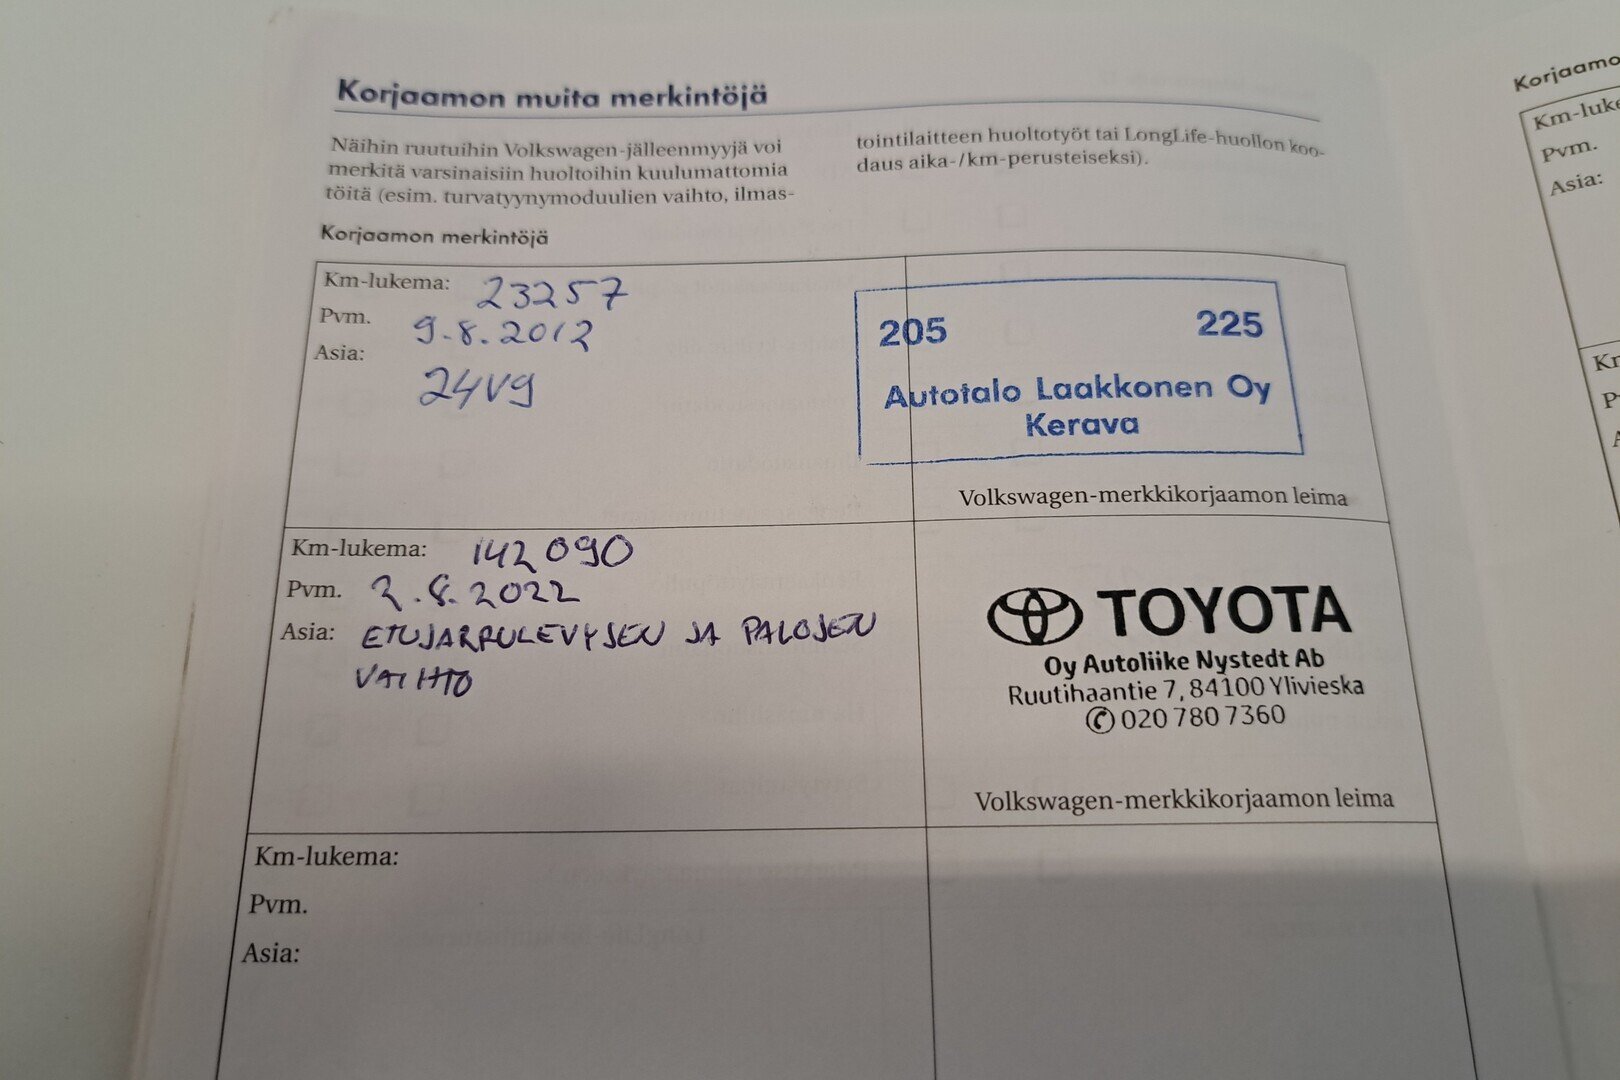 Korjaamon muita merkintöjä
Näihin ruutuihin Volkswagen-jälleenmyyjä voi
merkitä varsinaisiin huoltoihin kuulumattomia
töitä (esim. turvatyynymoduulien vaihto, ilmas-
tointilaitteen huoltotyöt tai LongLife-huollon koo-
daus aika-/km-perusteiseksi).
Korjaamon merkintöjä
Km-lukema: 23257
Pvm. 9.8.2012
Asia:
24V9
205 225
Autotalo Laakkonen Oy
Kerava
Volkswagen-merkkikorjaamon leima
Km-lukema: 142090
Pvm. 2.8.2022
Asia: ETUJARRULEVYJEN JA PALOJEN
VAIHTO
TOYOTA
Oy Autoliike Nystedt Ab
Ruutihaantie 7, 84100 Ylivieska
020 780 7360
Volkswagen-merkkikorjaamon leima
Km-lukema:
Pvm.
Asia:
Korjaamo
Km-luke
Pvm.
Asia: